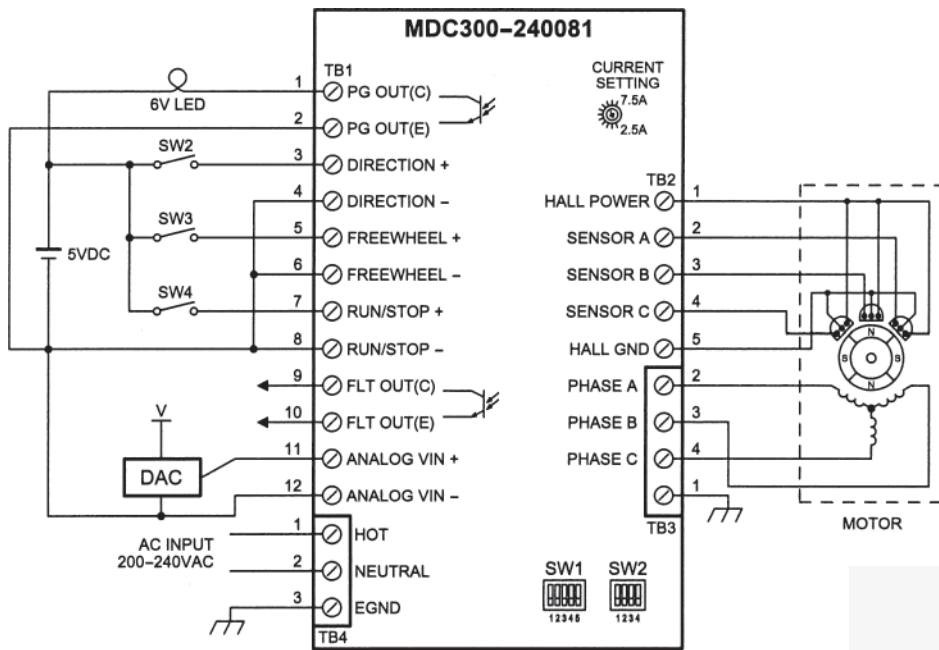 MDC300-240081
TB1
CURRENT
SETTING
7.5A
2.5A
6V LED
1 PG OUT(C)
2 PG OUT(E)
SW2
3 DIRECTION +
4 DIRECTION –
SW3
5 FREEWHEEL +
5VDC
6 FREEWHEEL –
SW4
7 RUN/STOP +
8 RUN/STOP –
9 FLT OUT(C)
10 FLT OUT(E)
V
11 ANALOG VIN +
DAC
12 ANALOG VIN –
AC INPUT
200-240VAC
1 HOT
2 NEUTRAL
3 EGND
TB4
TB2
HALL POWER 1
SENSOR A 2
SENSOR B 3
SENSOR C 4
HALL GND 5
PHASE A 2
PHASE B 3
PHASE C 4
1
TB3
N
S S
N
MOTOR
SW1 SW2
12345 1234